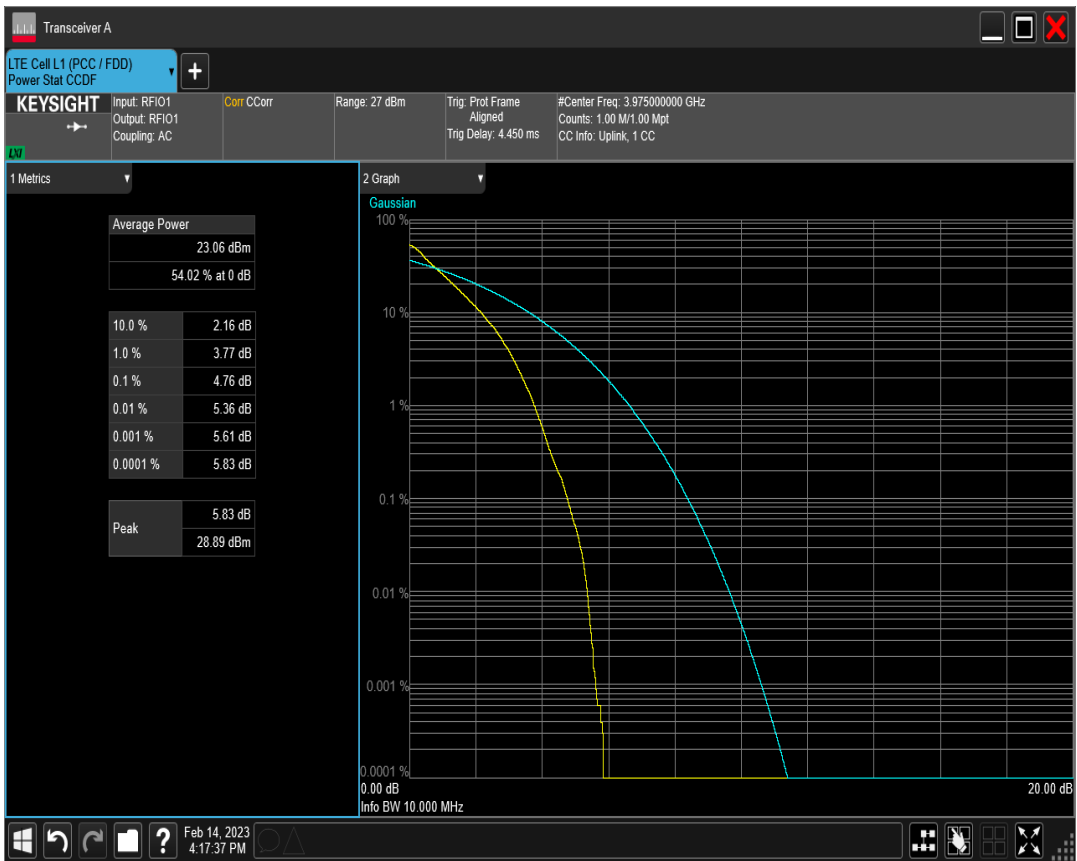 Transceiver A
LTE Cell L1 (PCC / FDD)
Power Stat CCDF
+
KEYSIGHT
LXI
Input: RFIO1
Output: RFIO1
Coupling: AC
Corr CCorr
Range: 27 dBm
Trig: Prot Frame
Aligned
Trig Delay: 4.450 ms
#Center Freq: 3.975000000 GHz
Counts: 1.00 M/1.00 Mpt
CC Info: Uplink, 1 CC
1 Metrics
Average Power
23.06 dBm
54.02 % at 0 dB
10.0 % 2.16 dB
1.0 % 3.77 dB
0.1 % 4.76 dB
0.01 % 5.36 dB
0.001 % 5.61 dB
0.0001 % 5.83 dB
Peak
5.83 dB
28.89 dBm
2 Graph
Gaussian
100 %
10 %
1 %
0.1 %
0.01 %
0.001 %
0.0001 %
0.00 dB 20.00 dB
Info BW 10.000 MHz
?
Feb 14, 2023
4:17:37 PM